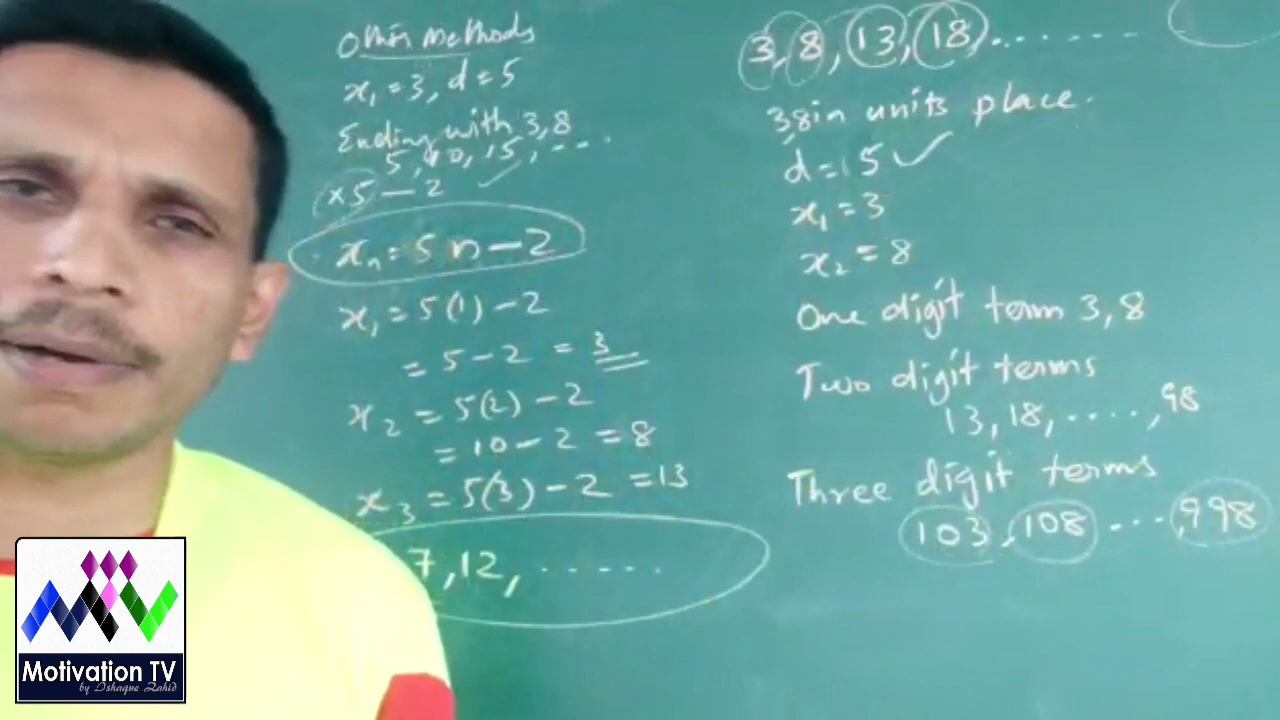 Other Methods
x₁ = 3, d = 5
Ending with 3,8
5, 10, 15, ---
×5 – 2 ✓
xₙ = 5n – 2
x₁ = 5(1) – 2
= 5 – 2 = 3
x₂ = 5(2) – 2
= 10 – 2 = 8
x₃ = 5(3) – 2 = 13
7, 12, ......
3, 8, 13, 18, .......
3,8 in units place.
d = 5 ✓
x₁ = 3
x₂ = 8
One digit term 3, 8
Two digit terms
13, 18, ....., 98
Three digit terms
103, 108 ...., 998
Motivation TV
by Ishaque Zahid